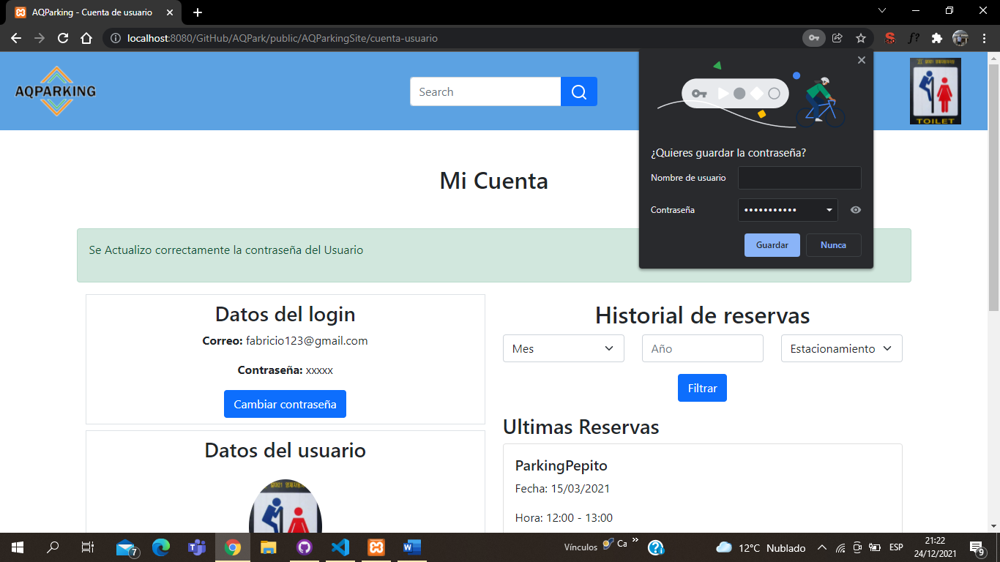 AQParking - Cuenta de usuario
localhost:8080/GitHub/AQPark/public/AQParkingSite/cuenta-usuario
SEO
f?
AQPARKING
Search
TOILET
¿Quieres guardar la contraseña?
Nombre de usuario
Contraseña
Guardar
Nunca
Mi Cuenta
Se Actualizo correctamente la contraseña del Usuario
Datos del login
Correo: fabricio123@gmail.com
Contraseña: xxxxx
Cambiar contraseña
Datos del usuario
Historial de reservas
Mes
Año
Estacionamiento
Filtrar
Ultimas Reservas
ParkingPepito
Fecha: 15/03/2021
Hora: 12:00 - 13:00
7
Vínculos
Ca
12°C Nublado
ESP
21:22
24/12/2021
9